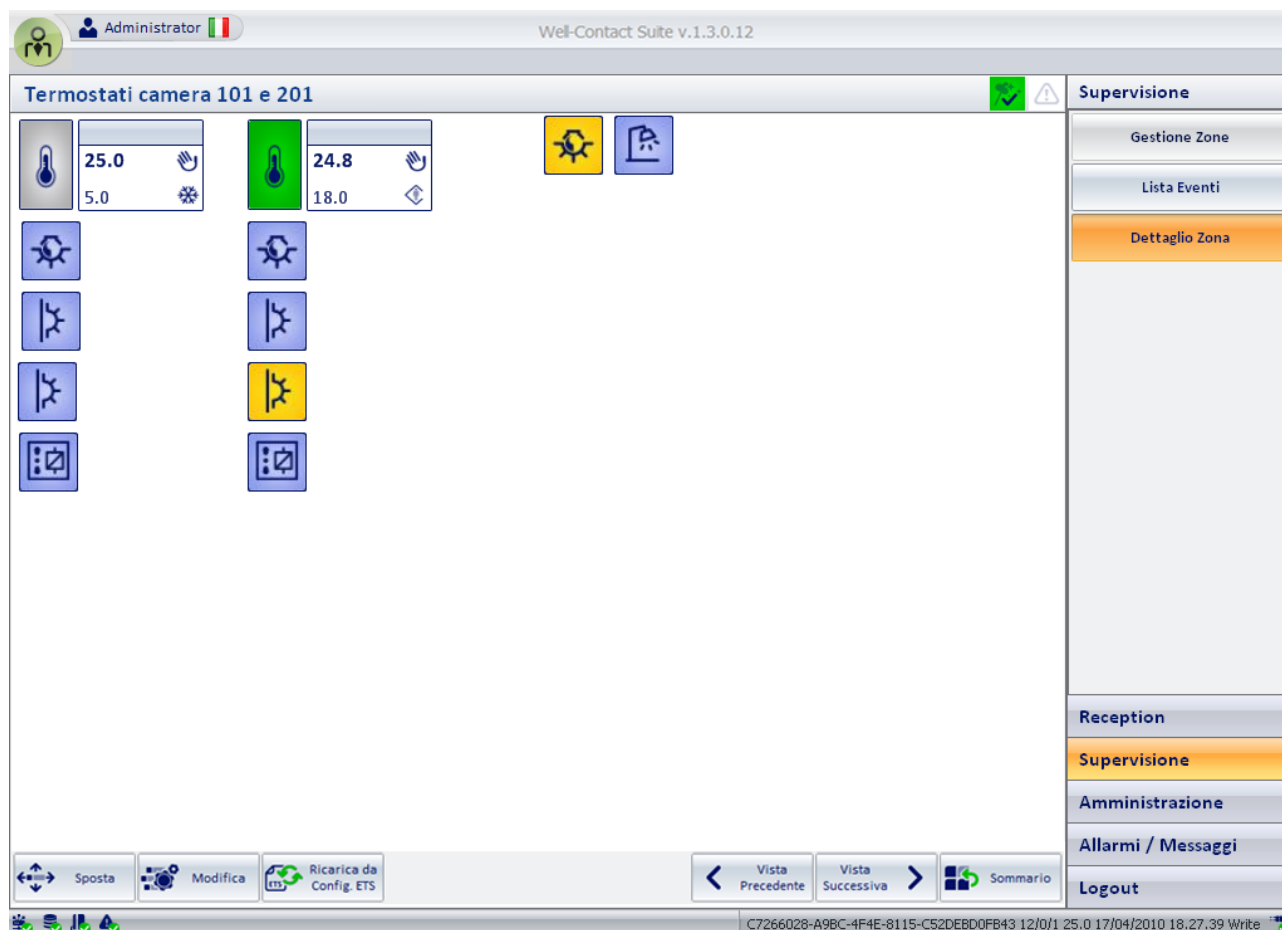 Administrator
Well-Contact Suite v.1.3.0.12
Termostati camera 101 e 201
Supervisione
25.0
5.0
24.8
18.0
Gestione Zone
Lista Eventi
Dettaglio Zona
Reception
Supervisione
Amministrazione
Allarmi / Messaggi
Logout
Sposta
Modifica
ETS
Ricarica da
Config. ETS
Vista
Precedente
Vista
Successiva
ETS
Sommario
C7266028-A9BC-4F4E-8115-C52DEBD0FB43 12/0/1 25.0 17/04/2010 18.27.39 Write